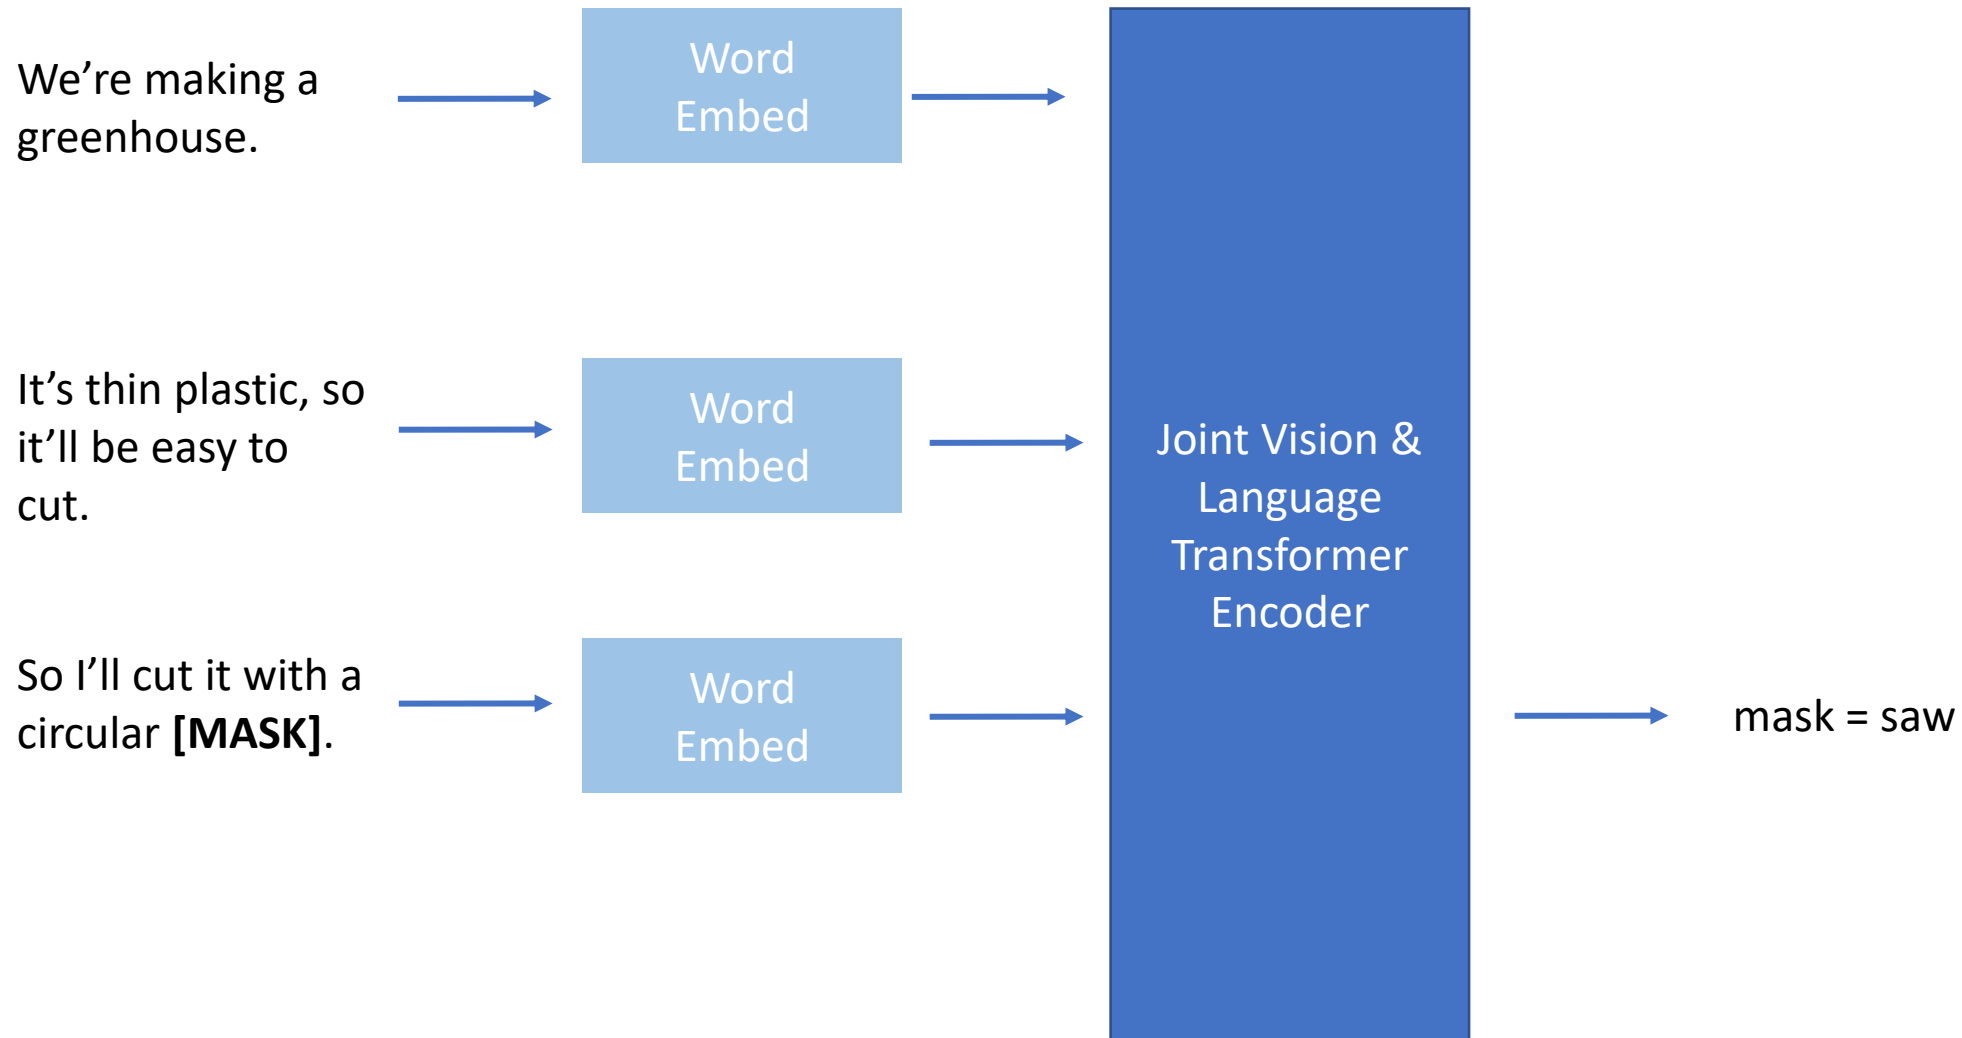 We’re making a
greenhouse.
Word
Embed
It’s thin plastic, so
it’ll be easy to
cut.
Word
Embed
So I’ll cut it with a
circular [MASK].
Word
Embed
Joint Vision &
Language
Transformer
Encoder
mask = saw